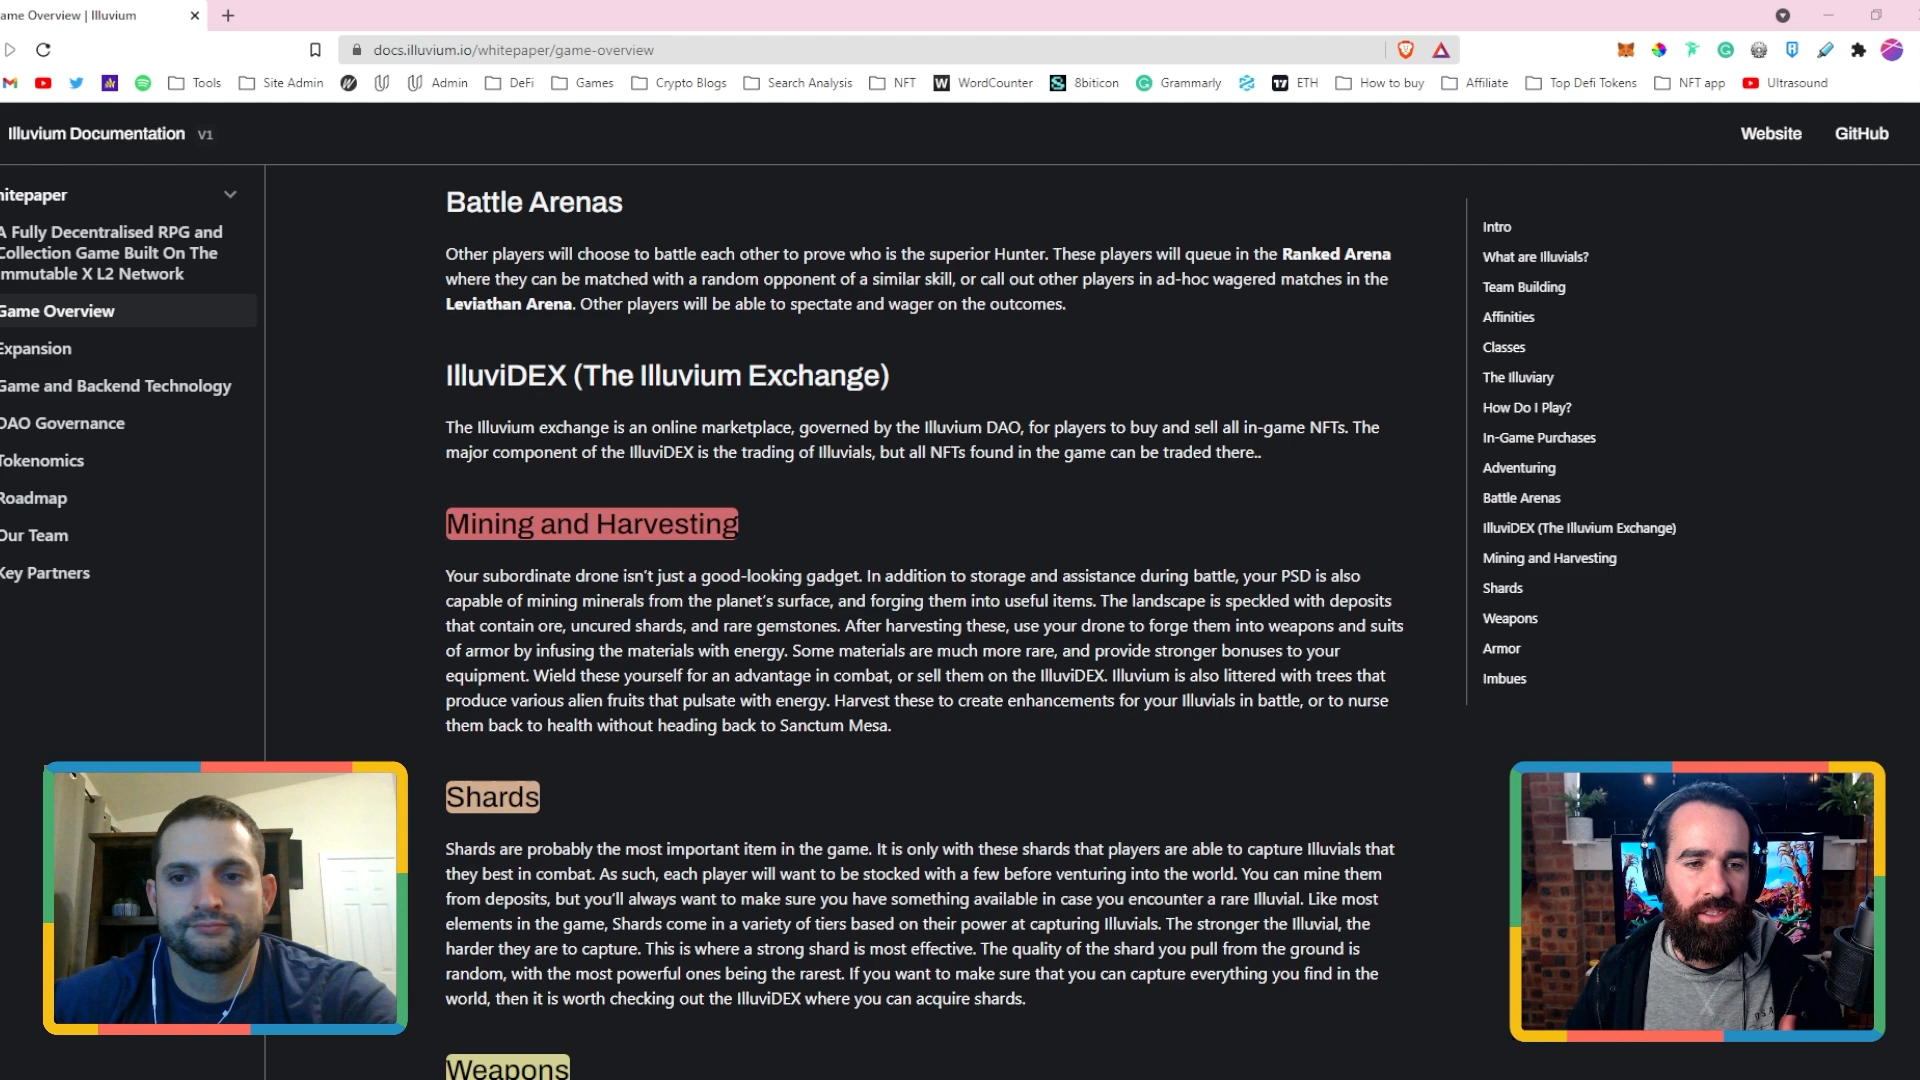 ame Overview | Illuvium
docs.illuvium.io/whitepaper/game-overview
Tools Site Admin Admin DeFi Games Crypto Blogs Search Analysis NFT WordCounter 8biticon Grammarly ETH How to buy Affiliate Top Defi Tokens NFT app Ultrasound
Illuvium Documentation V1
Website GitHub
hitepaper
A Fully Decentralised RPG and
Collection Game Built On The
mmutable X L2 Network
Game Overview
Expansion
Game and Backend Technology
DAO Governance
Tokenomics
Roadmap
Our Team
Key Partners
Battle Arenas
Other players will choose to battle each other to prove who is the superior Hunter. These players will queue in the Ranked Arena
where they can be matched with a random opponent of a similar skill, or call out other players in ad-hoc wagered matches in the
Leviathan Arena. Other players will be able to spectate and wager on the outcomes.
IlluviDEX (The Illuvium Exchange)
The Illuvium exchange is an online marketplace, governed by the Illuvium DAO, for players to buy and sell all in-game NFTs. The
major component of the IlluviDEX is the trading of Illuvials, but all NFTs found in the game can be traded there..
Mining and Harvesting
Your subordinate drone isn't just a good-looking gadget. In addition to storage and assistance during battle, your PSD is also
capable of mining minerals from the planet's surface, and forging them into useful items. The landscape is speckled with deposits
that contain ore, uncured shards, and rare gemstones. After harvesting these, use your drone to forge them into weapons and suits
of armor by infusing the materials with energy. Some materials are much more rare, and provide stronger bonuses to your
equipment. Wield these yourself for an advantage in combat, or sell them on the IlluviDEX. Illuvium is also littered with trees that
produce various alien fruits that pulsate with energy. Harvest these to create enhancements for your Illuvials in battle, or to nurse
them back to health without heading back to Sanctum Mesa.
Shards
Shards are probably the most important item in the game. It is only with these shards that players are able to capture Illuvials that
they best in combat. As such, each player will want to be stocked with a few before venturing into the world. You can mine them
from deposits, but you'll always want to make sure you have something available in case you encounter a rare Illuvial. Like most
elements in the game, Shards come in a variety of tiers based on their power at capturing Illuvials. The stronger the Illuvial, the
harder they are to capture. This is where a strong shard is most effective. The quality of the shard you pull from the ground is
random, with the most powerful ones being the rarest. If you want to make sure that you can capture everything you find in the
world, then it is worth checking out the IlluviDEX where you can acquire shards.
Weapons
Intro
What are Illuvials?
Team Building
Affinities
Classes
The Illuviary
How Do I Play?
In-Game Purchases
Adventuring
Battle Arenas
IlluviDEX (The Illuvium Exchange)
Mining and Harvesting
Shards
Weapons
Armor
Imbues